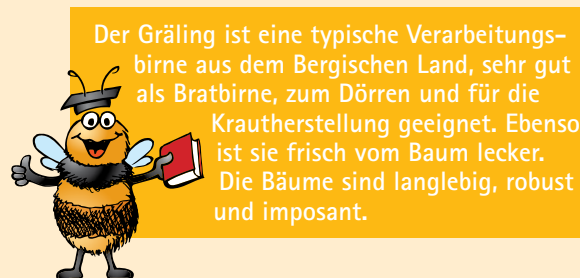 Der Gräling ist eine typische Verarbeitungs-
birne aus dem Bergischen Land, sehr gut
als Bratbirne, zum Dörren und für die
Krautherstellung geeignet. Ebenso
ist sie frisch vom Baum lecker.
Die Bäume sind langlebig, robust
und imposant.